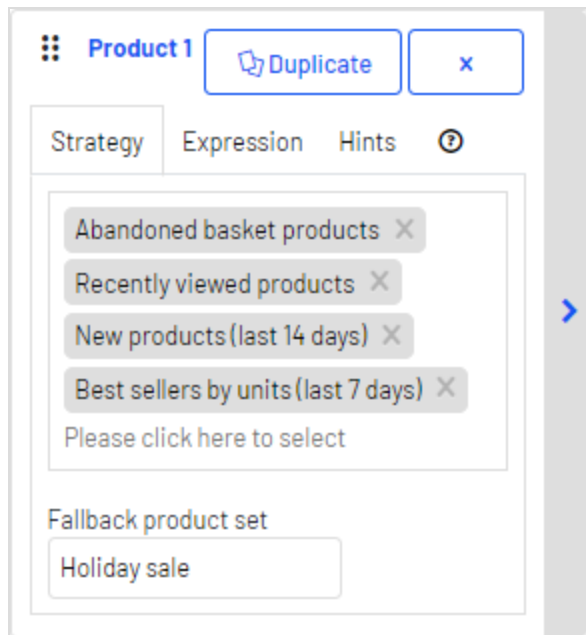 Product 1 Duplicate ×
Strategy Expression Hints ?
Abandoned basket products ×
Recently viewed products ×
New products (last 14 days) ×
Best sellers by units (last 7 days) ×
Please click here to select
Fallback product set
Holiday sale